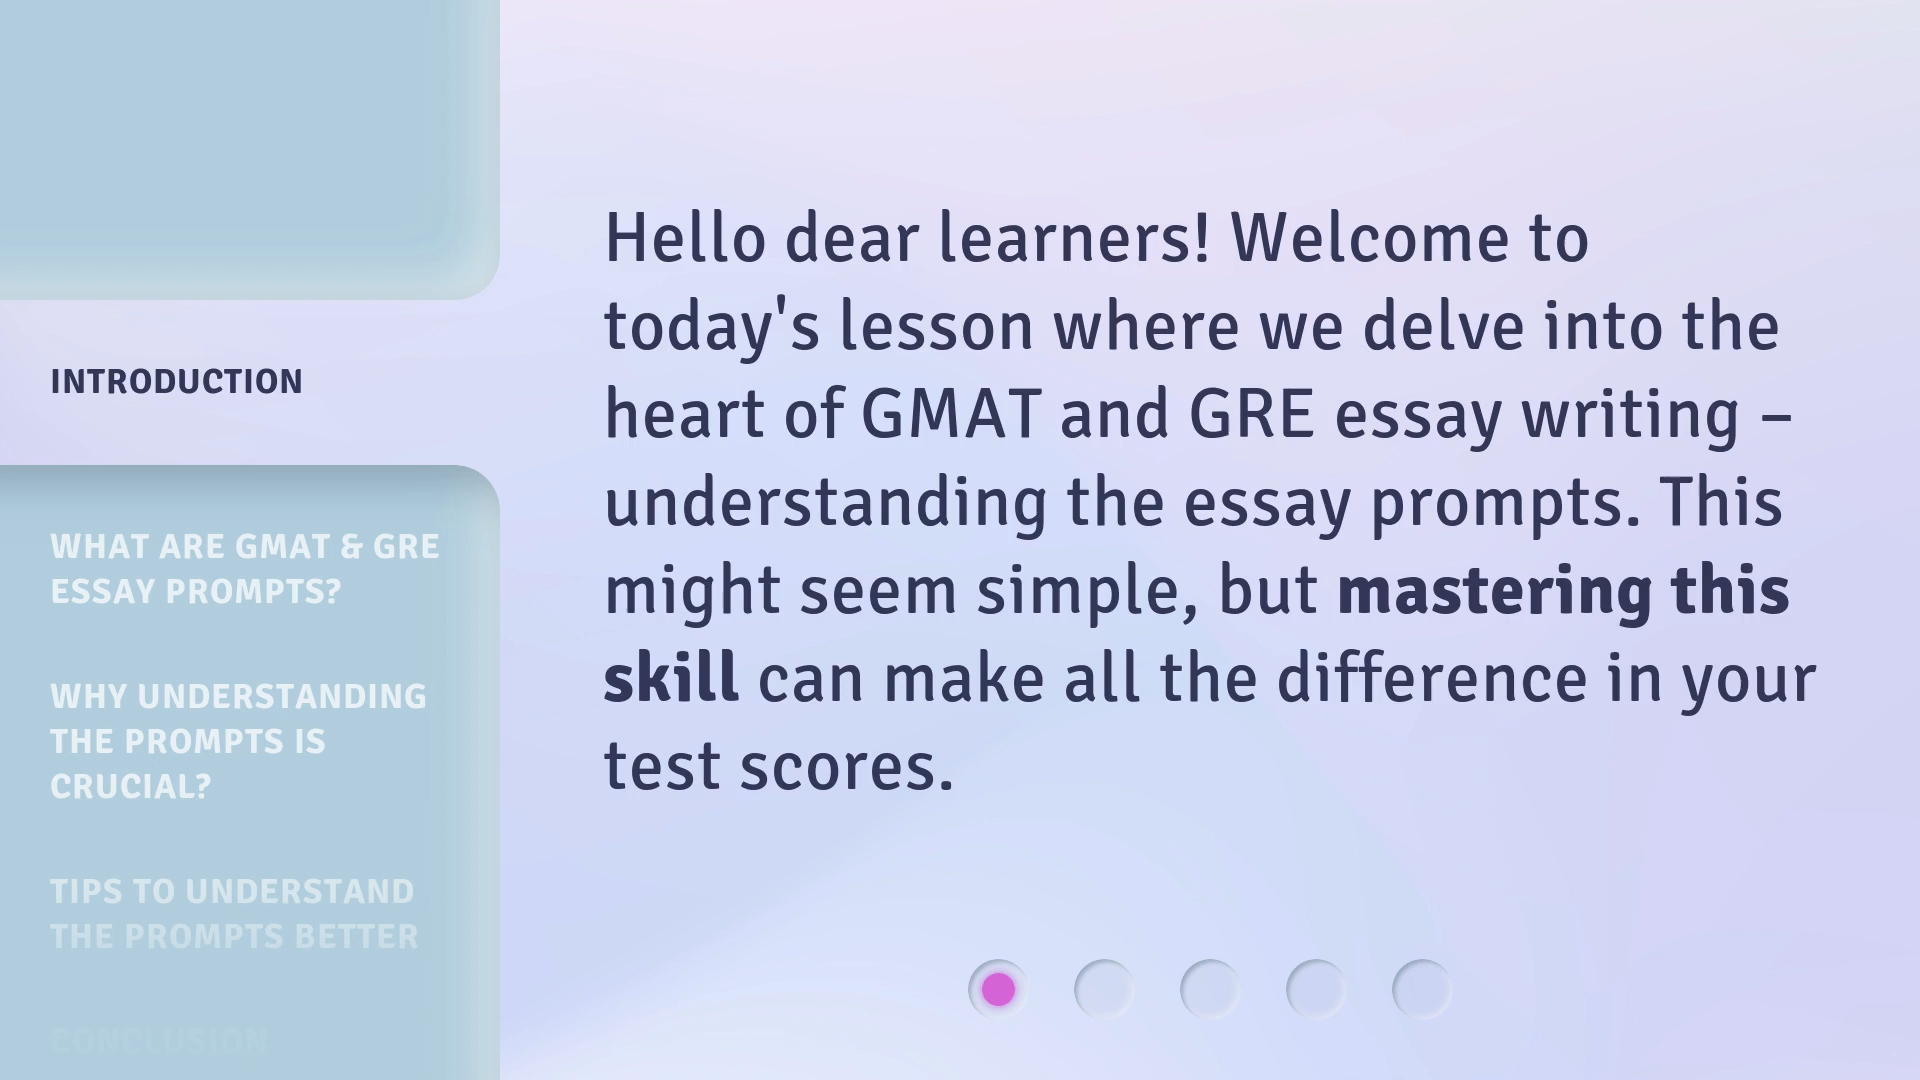 INTRODUCTION
WHAT ARE GMAT & GRE
ESSAY PROMPTS?
WHY UNDERSTANDING
THE PROMPTS IS
CRUCIAL?
TIPS TO UNDERSTAND
THE PROMPTS BETTER
CONCLUSION
Hello dear learners! Welcome to
today's lesson where we delve into the
heart of GMAT and GRE essay writing –
understanding the essay prompts. This
might seem simple, but mastering this
skill can make all the difference in your
test scores.